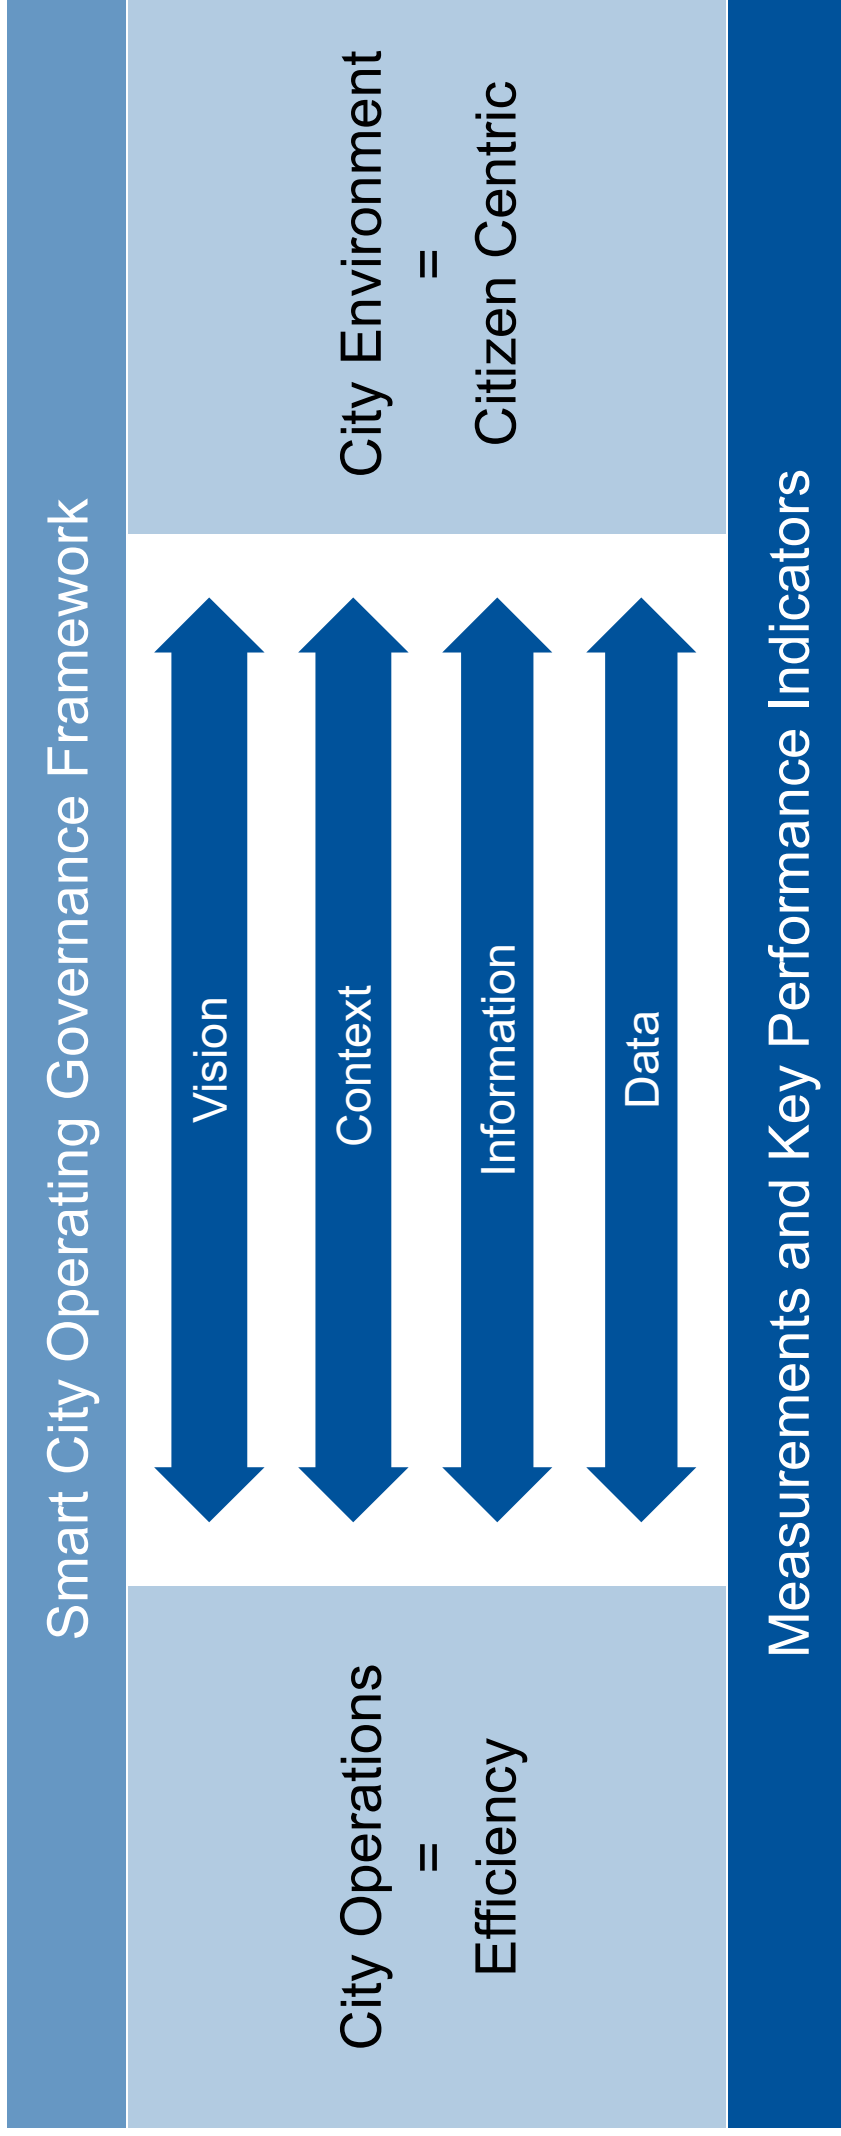 Smart City Operating Governance Framework
City Operations
=
Efficiency
Vision
Context
Information
Data
City Environment
=
Citizen Centric
Measurements and Key Performance Indicators